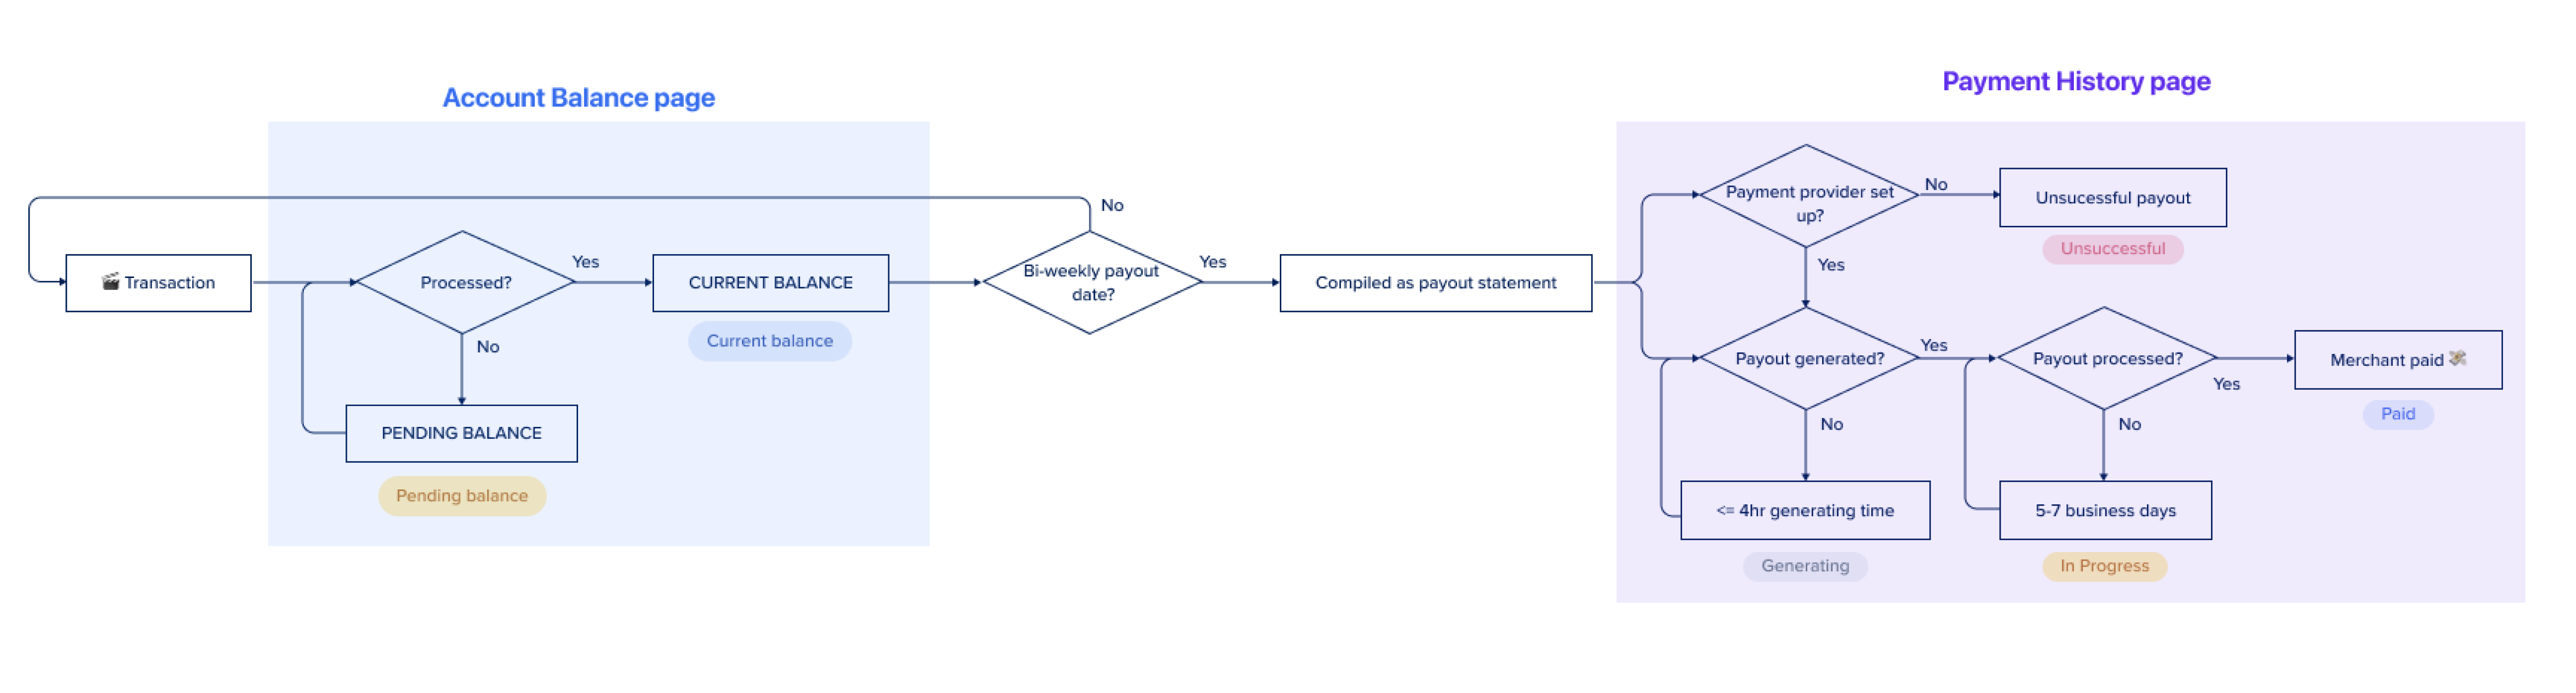 Account Balance page
Payment History page
🎬 Transaction
Processed?
Yes
No
CURRENT BALANCE
Current balance
PENDING BALANCE
Pending balance
No
Bi-weekly payout
date?
Yes
Compiled as payout statement
Payment provider set
up?
No
Unsucessful payout
Unsuccessful
Yes
Payout generated?
Yes
Payout processed?
Yes
Merchant paid 💸
Paid
No
<= 4hr generating time
Generating
No
5-7 business days
In Progress